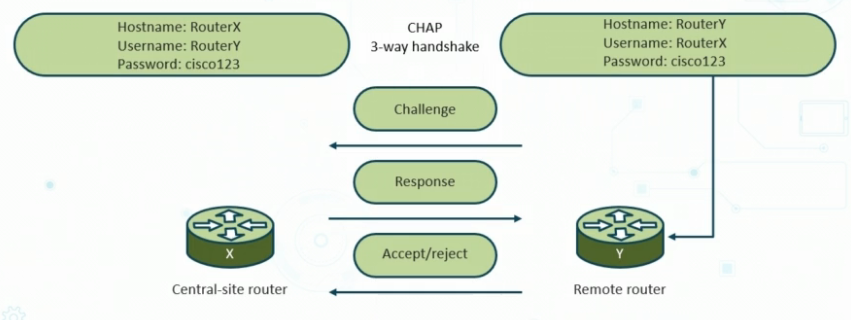 Hostname: RouterX
Username: RouterY
Password: cisco123
CHAP
3-way handshake
Hostname: RouterY
Username: RouterX
Password: cisco123
Challenge
Response
Accept/reject
X
Y
Central-site router
Remote router